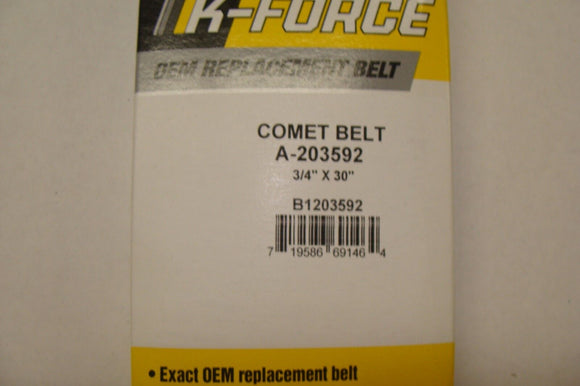 K-FORCE
OEM REPLACEMENT BELT
COMET BELT
A-203592
3/4" X 30"
B1203592
7 19586 69146 4
• Exact OEM replacement belt